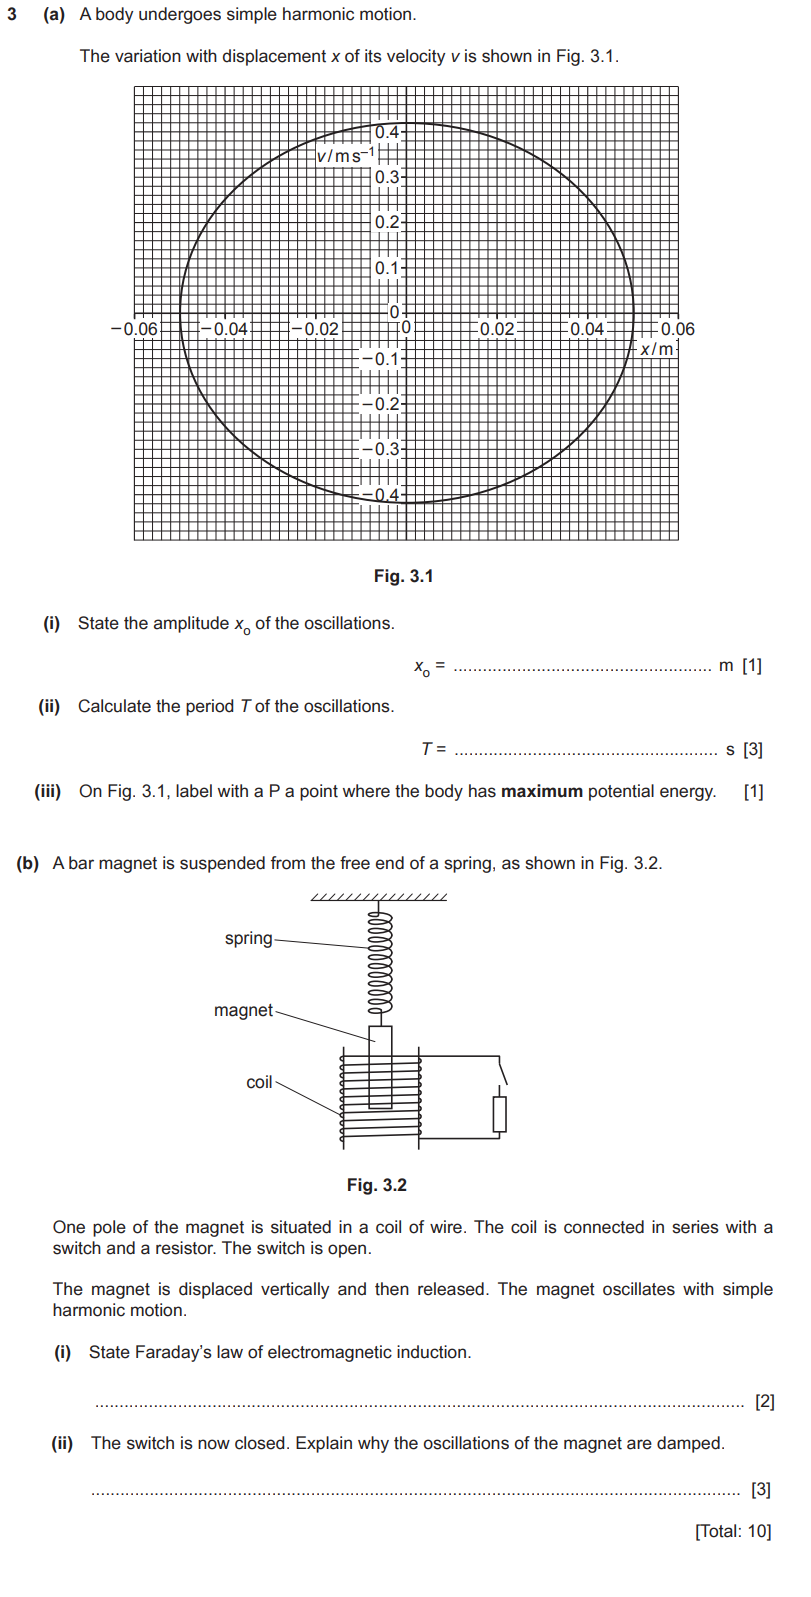 3 (a) A body undergoes simple harmonic motion.
The variation with displacement x of its velocity v is shown in Fig. 3.1.
0.4
v/ms⁻¹
0.3
0.2
0.1
0
−0.06 −0.04 −0.02 0 0.02 0.04 0.06
x/m
−0.1
−0.2
−0.3
−0.4
Fig. 3.1
(i) State the amplitude x₀ of the oscillations.
x₀ = ...................................................... m [1]
(ii) Calculate the period T of the oscillations.
T = ...................................................... s [3]
(iii) On Fig. 3.1, label with a P a point where the body has maximum potential energy. [1]
(b) A bar magnet is suspended from the free end of a spring, as shown in Fig. 3.2.
spring
magnet
coil
Fig. 3.2
One pole of the magnet is situated in a coil of wire. The coil is connected in series with a
switch and a resistor. The switch is open.
The magnet is displaced vertically and then released. The magnet oscillates with simple
harmonic motion.
(i) State Faraday's law of electromagnetic induction.
...................................................................................................................................... [2]
(ii) The switch is now closed. Explain why the oscillations of the magnet are damped.
...................................................................................................................................... [3]
[Total: 10]